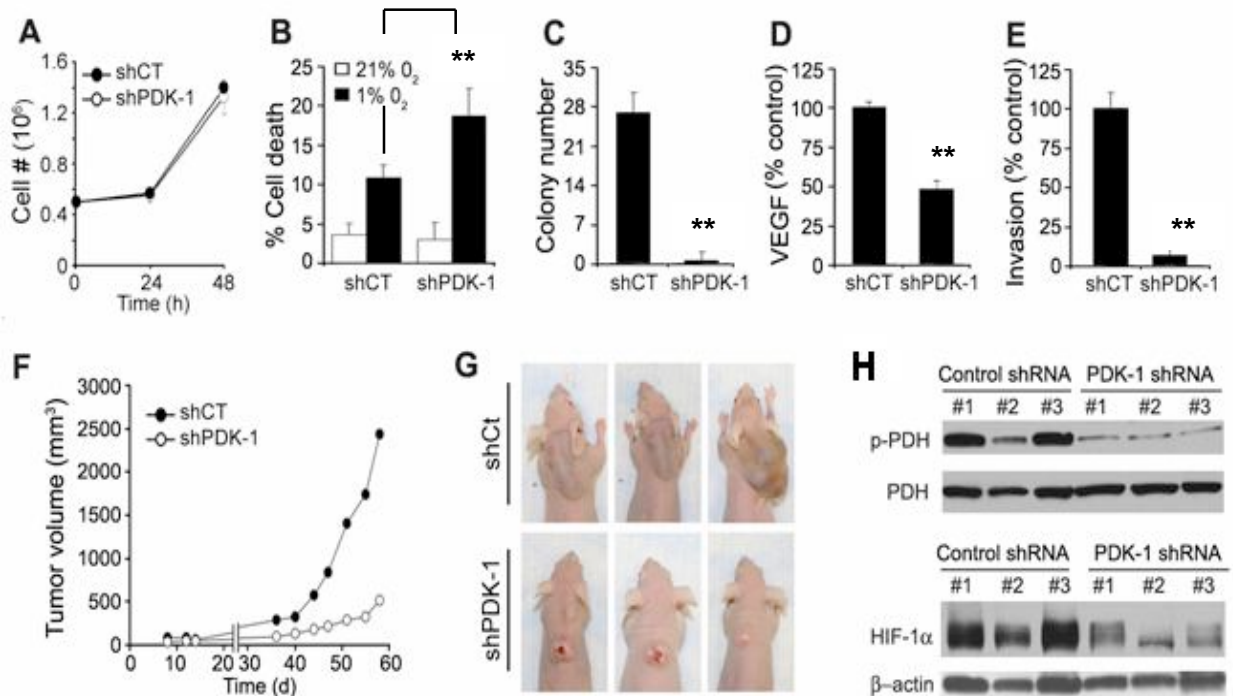 A
shCT
shPDK-1
Cell # (10⁶)
1.6
1.2
0.8
0.4
0
0 24 48
Time (h)
B
**
21% O₂
1% O₂
% Cell death
25
20
15
10
5
0
shCT shPDK-1
C
Colony number
35
28
21
14
7
0
**
shCT shPDK-1
D
VEGF (% control)
125
100
75
50
25
0
**
shCT shPDK-1
E
Invasion (% control)
125
100
75
50
25
0
**
shCT shPDK-1
F
Tumor volume (mm³)
3000
2500
2000
1500
1000
500
0
shCT
shPDK-1
0 10 20 30 40 50 60
Time (d)
G
shCt
shPDK-1
H
Control shRNA PDK-1 shRNA
#1 #2 #3 #1 #2 #3
p-PDH
PDH
Control shRNA PDK-1 shRNA
#1 #2 #3 #1 #2 #3
HIF-1α
β–actin